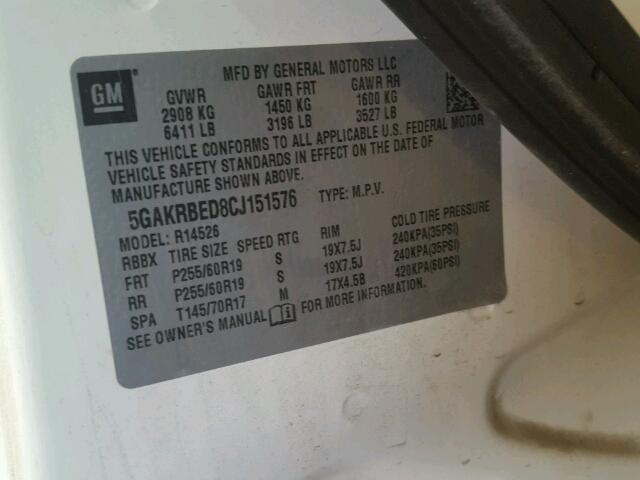 GM
MFD BY GENERAL MOTORS LLC
GVWR GAWR FRT GAWR RR
2908 KG 1450 KG 1600 KG
6411 LB 3196 LB 3527 LB
THIS VEHICLE CONFORMS TO ALL APPLICABLE U.S. FEDERAL MOTOR
VEHICLE SAFETY STANDARDS IN EFFECT ON THE DATE OF
MANUFACTURE SHOWN ABOVE.
5GAKRBED8CJ151576 TYPE: M.P.V.
MODEL: R14526
RBBX TIRE SIZE SPEED RTG RIM COLD TIRE PRESSURE
FRT P255/60R19 S 19X7.5J 240KPA(35PSI)
RR P255/60R19 S 19X7.5J 240KPA(35PSI)
SPA T145/70R17 M 17X4.5B 420KPA(60PSI)
SEE OWNER'S MANUAL FOR MORE INFORMATION.